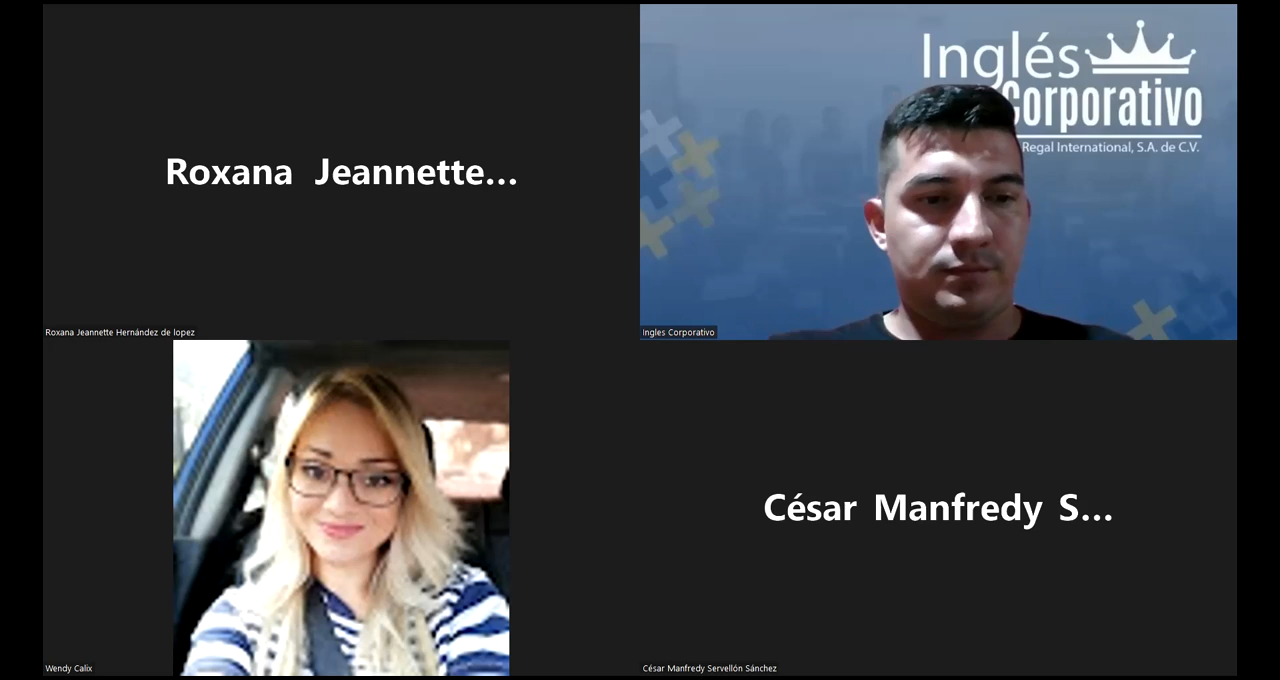 Roxana Jeannette...
Roxana Jeannette Hernández de lopez
Inglés
Corporativo
Regal International, S.A. de C.V.
Ingles Corporativo
Wendy Calix
César Manfredy S...
César Manfredy Servellón Sánchez